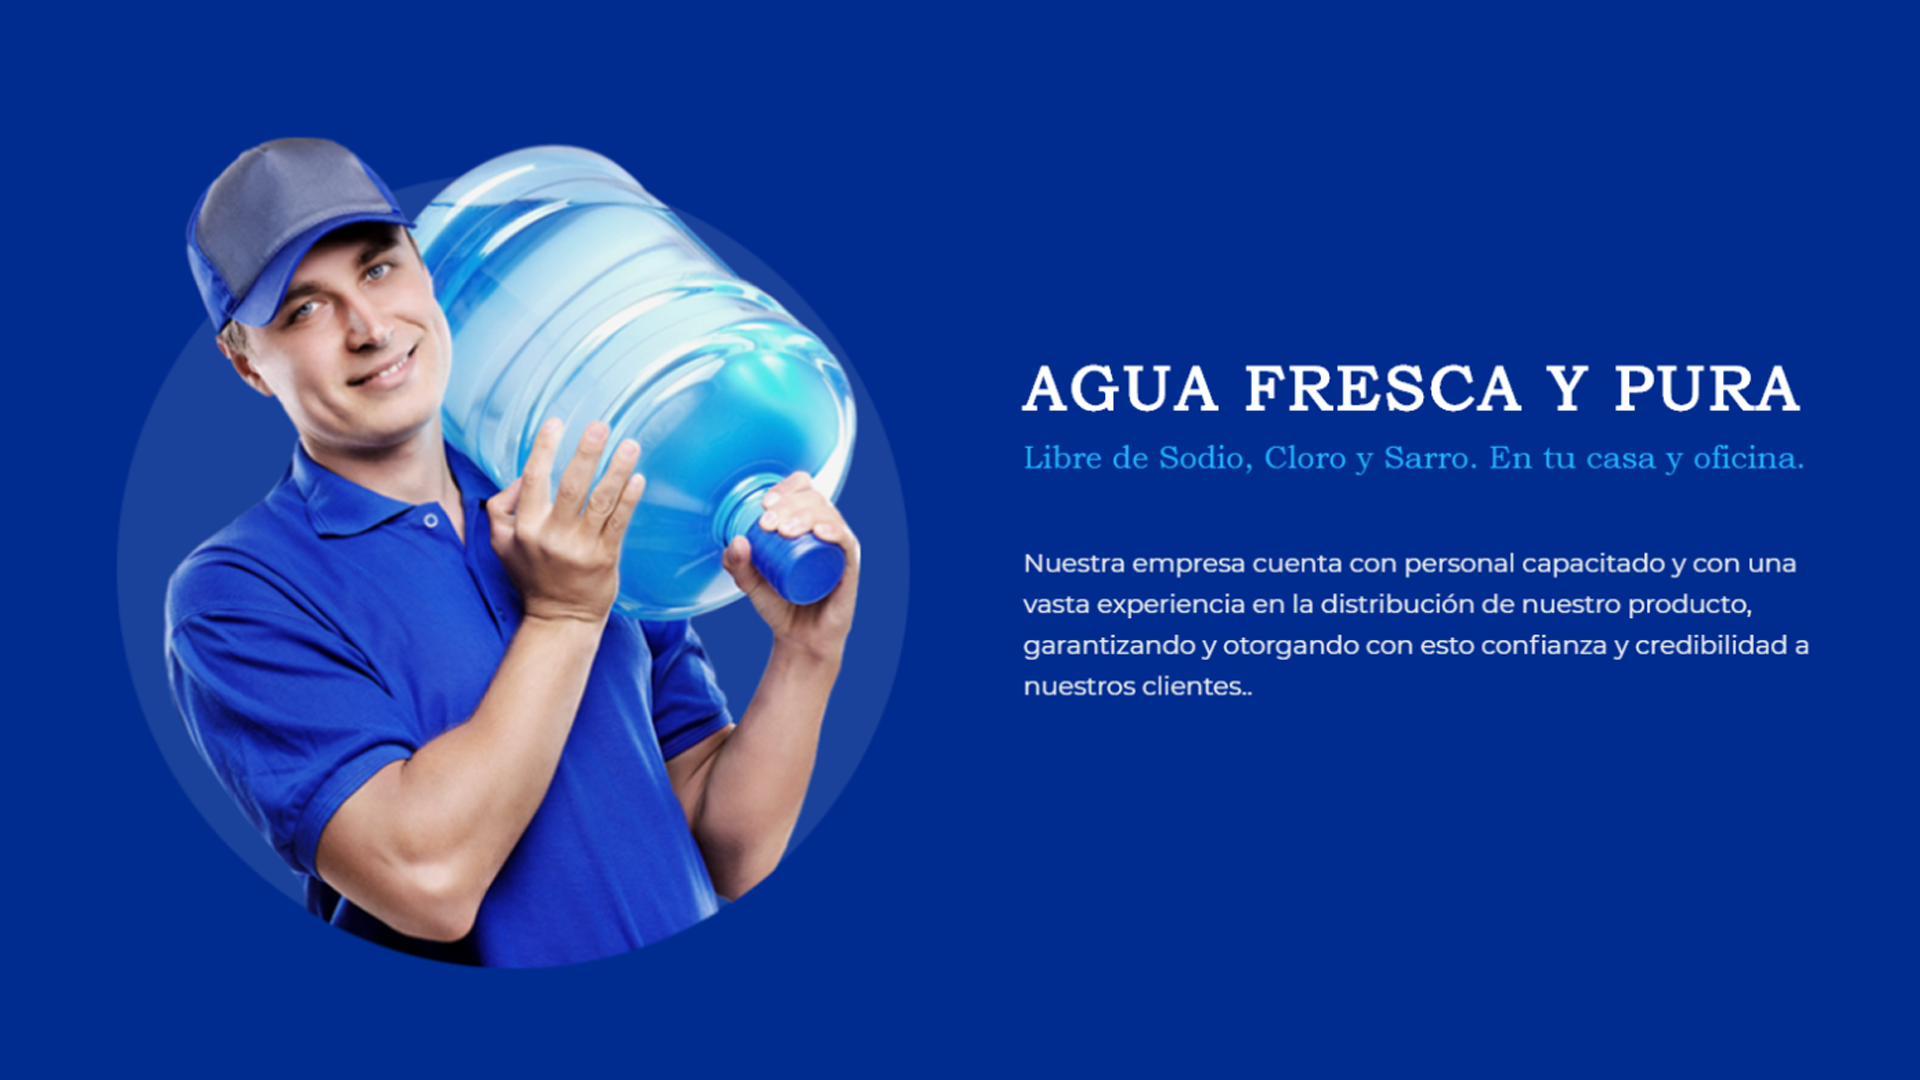 AGUA FRESCA Y PURA
Libre de Sodio, Cloro y Sarro. En tu casa y oficina.
Nuestra empresa cuenta con personal capacitado y con una
vasta experiencia en la distribución de nuestro producto,
garantizando y otorgando con esto confianza y credibilidad a
nuestros clientes..